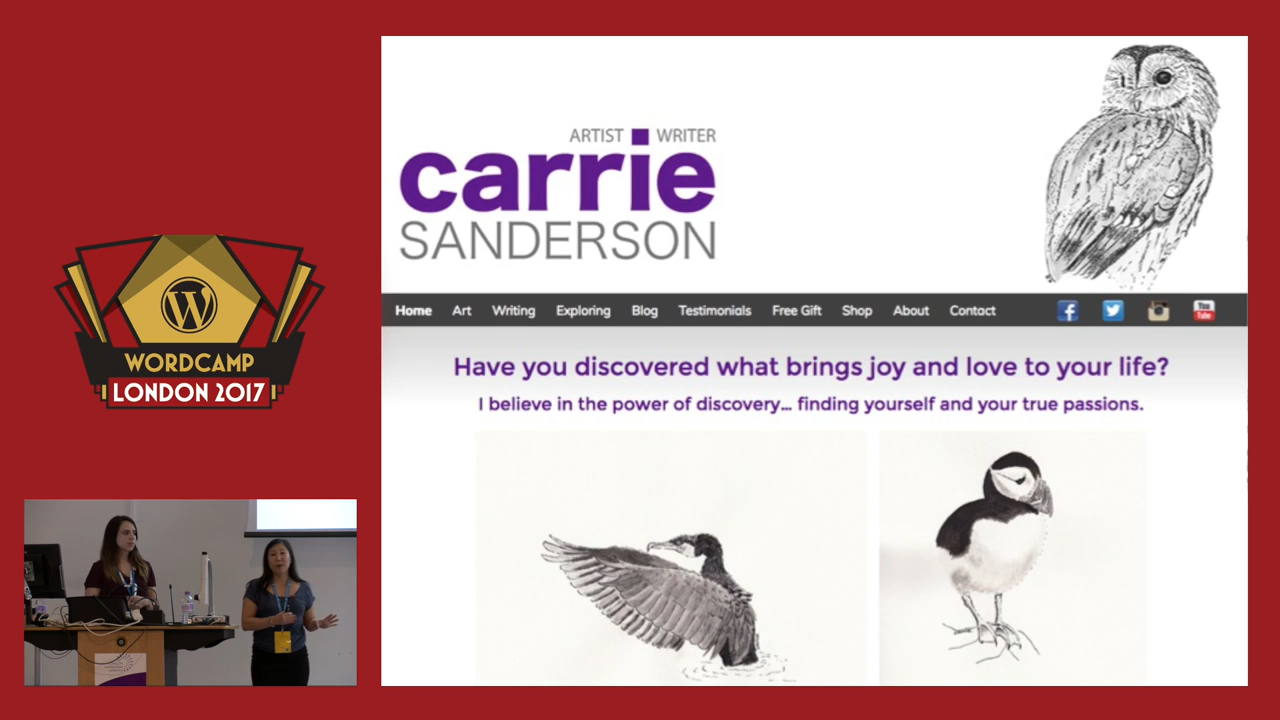 WORDCAMP
LONDON 2017
ARTIST WRITER
carrie
SANDERSON
Home Art Writing Exploring Blog Testimonials Free Gift Shop About Contact
You
Tube
Have you discovered what brings joy and love to your life?
I believe in the power of discovery... finding yourself and your true passions.